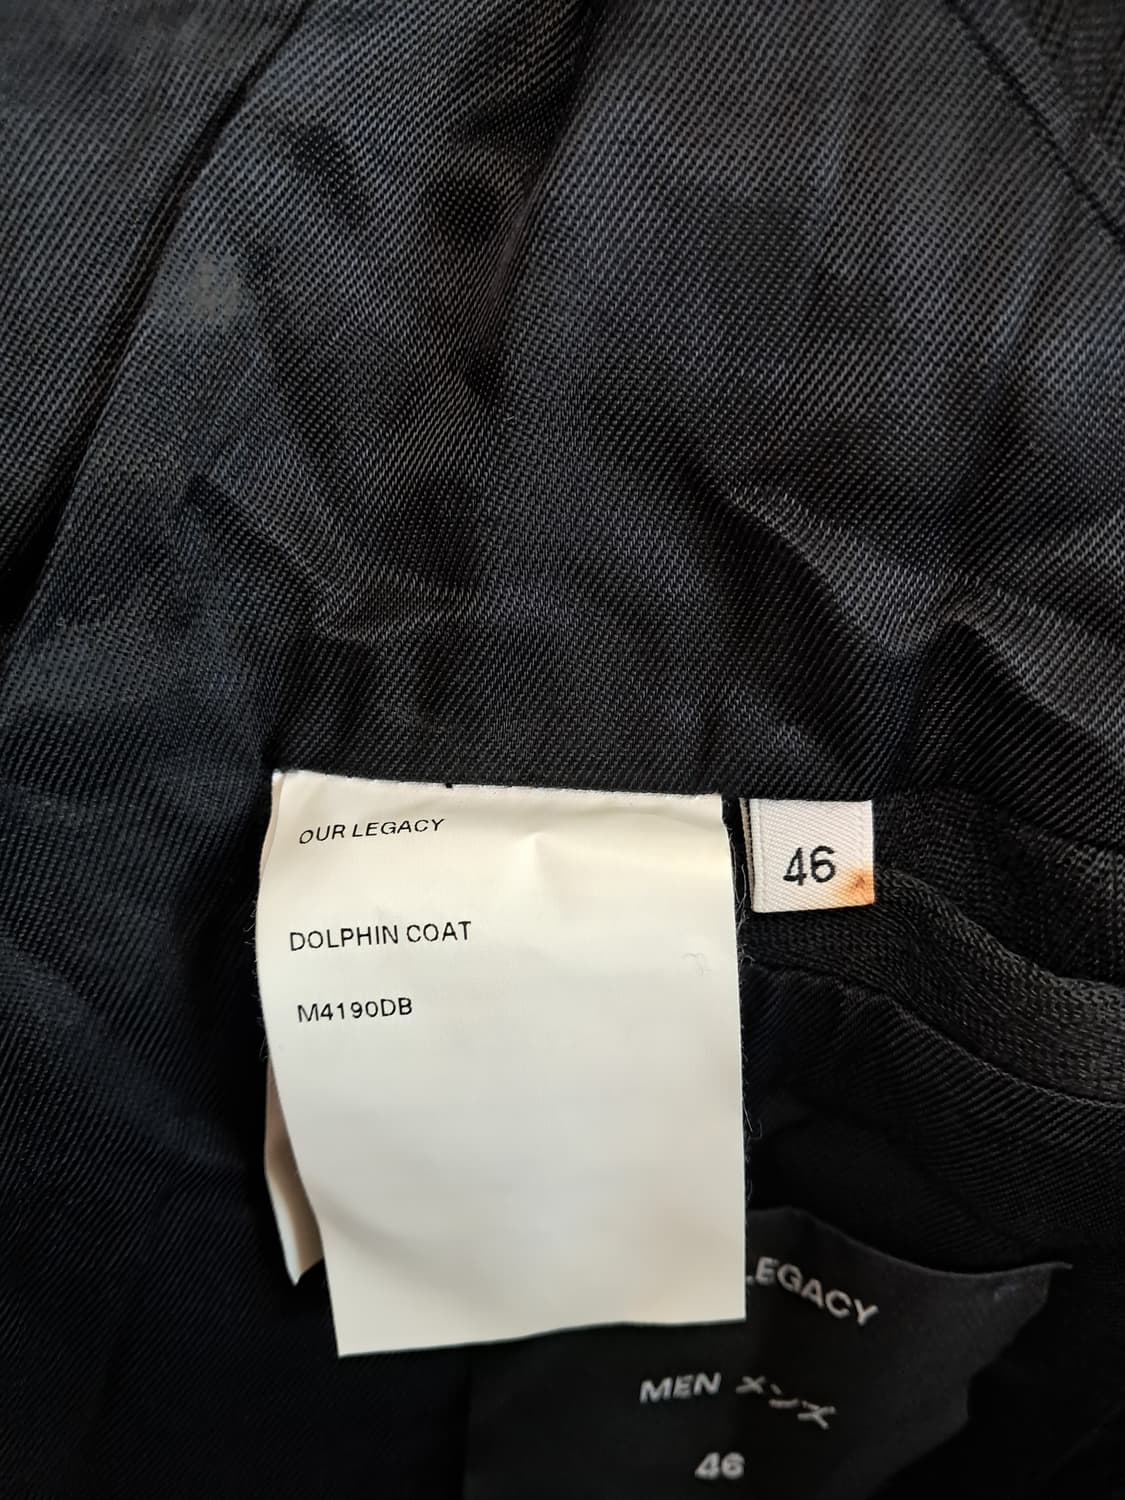 OUR LEGACY
DOLPHIN COAT
M4190DB
46
LEGACY
MEN
46